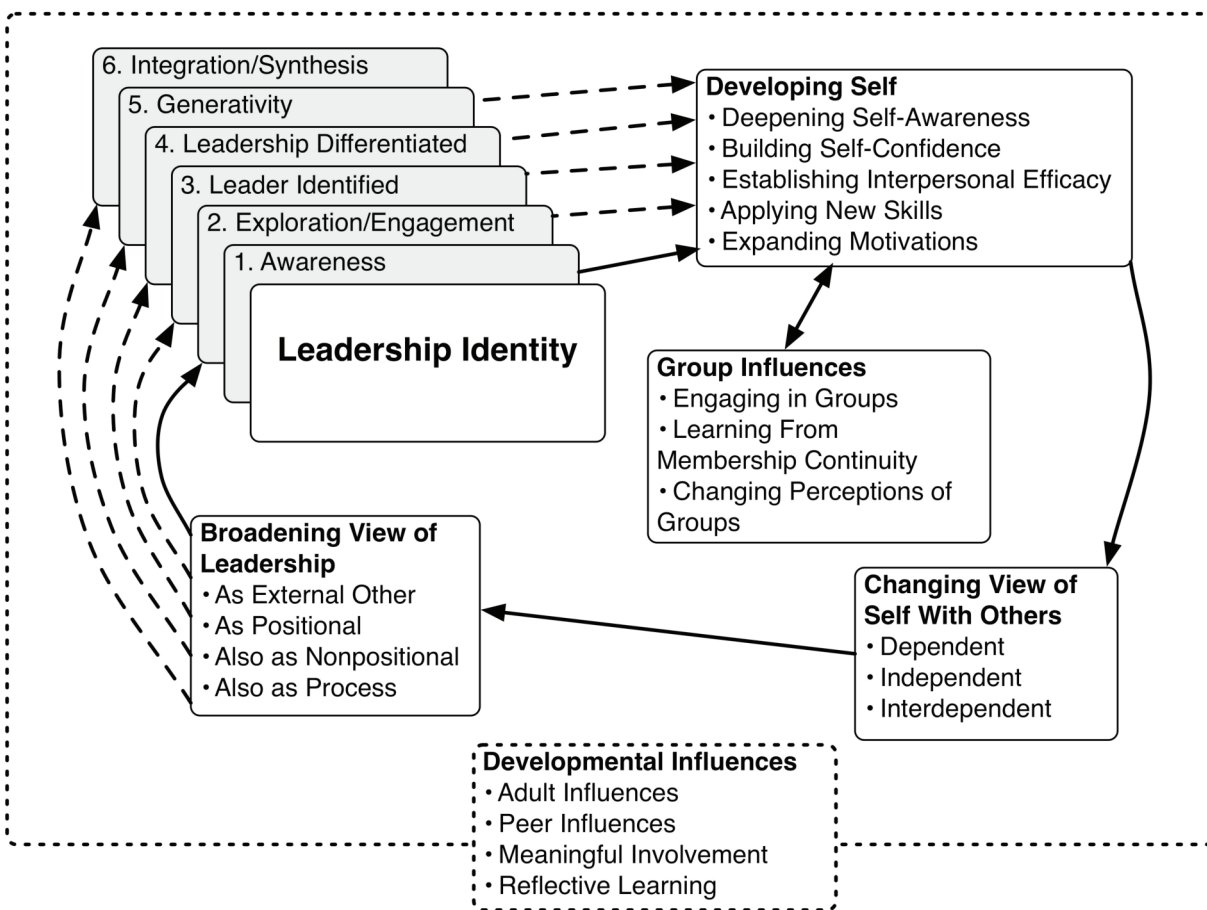 6. Integration/Synthesis
5. Generativity
4. Leadership Differentiated
3. Leader Identified
2. Exploration/Engagement
1. Awareness
Leadership Identity
Developing Self
• Deepening Self-Awareness
• Building Self-Confidence
• Establishing Interpersonal Efficacy
• Applying New Skills
• Expanding Motivations
Group Influences
• Engaging in Groups
• Learning From
Membership Continuity
• Changing Perceptions of
Groups
Broadening View of
Leadership
• As External Other
• As Positional
• Also as Nonpositional
• Also as Process
Changing View of
Self With Others
• Dependent
• Independent
• Interdependent
Developmental Influences
• Adult Influences
• Peer Influences
• Meaningful Involvement
• Reflective Learning